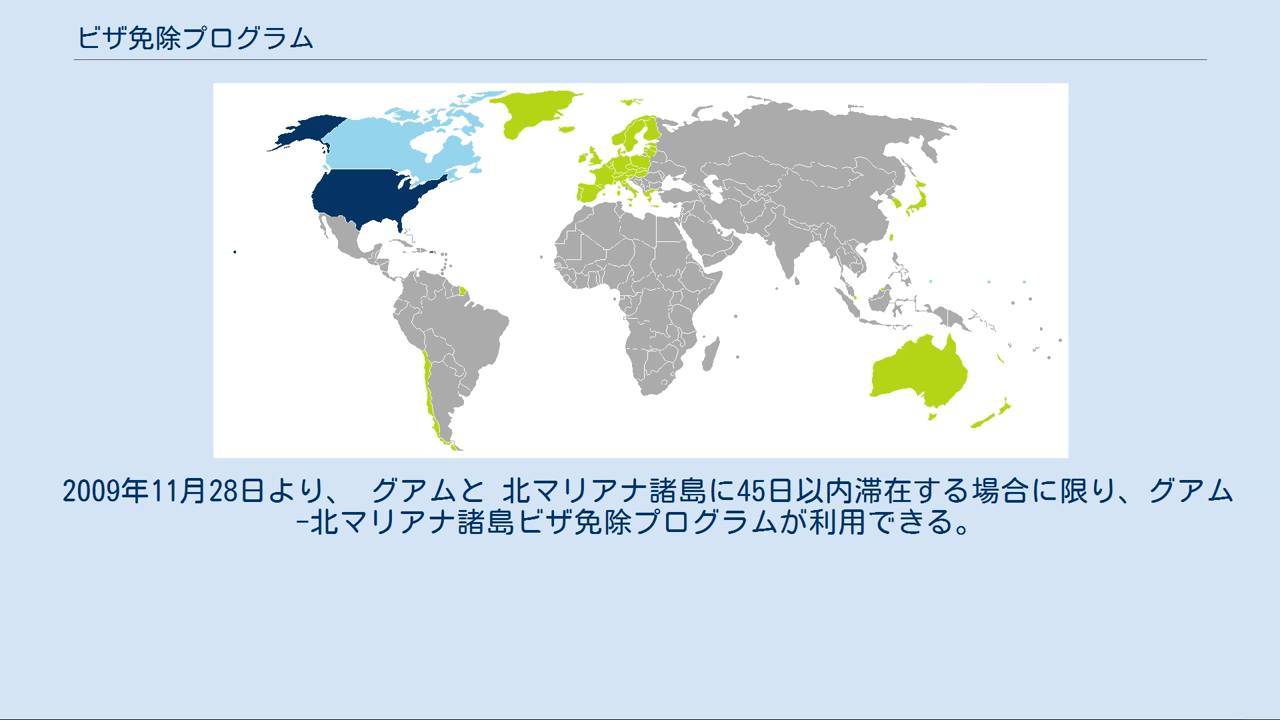 ビザ免除プログラム
2009年11月28日より、 グアムと 北マリアナ諸島に45日以内滞在する場合に限り、グアム
-北マリアナ諸島ビザ免除プログラムが利用できる。